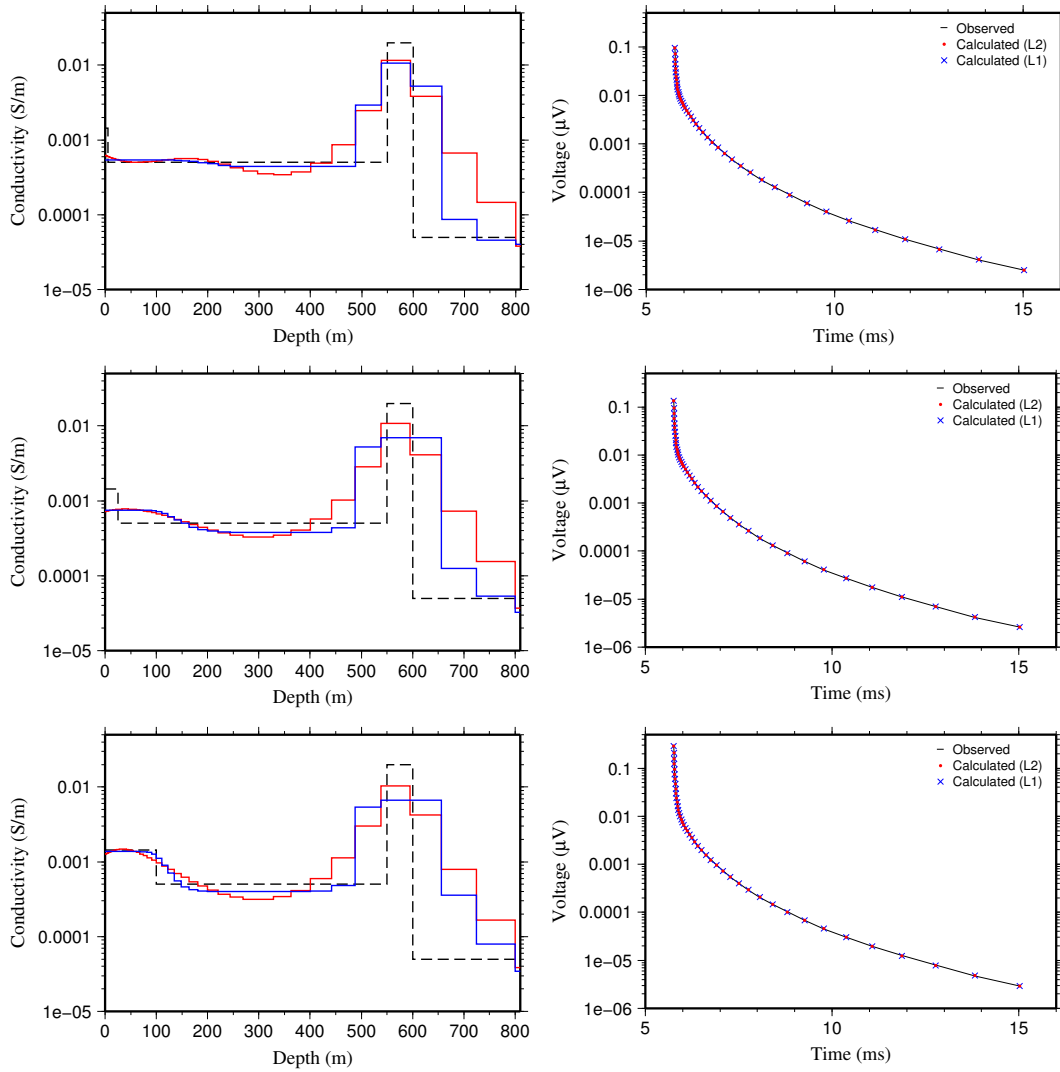 Conductivity (S/m)
0.01
0.001
0.0001
1e−05
0 100 200 300 400 500 600 700 800
Depth (m)
Voltage (µV)
0.1
0.01
0.001
0.0001
1e−05
1e−06
5 10 15
Time (ms)
Observed
Calculated (L2)
Calculated (L1)
Conductivity (S/m)
0.01
0.001
0.0001
1e−05
0 100 200 300 400 500 600 700 800
Depth (m)
Voltage (µV)
0.1
0.01
0.001
0.0001
1e−05
1e−06
5 10 15
Time (ms)
Observed
Calculated (L2)
Calculated (L1)
Conductivity (S/m)
0.01
0.001
0.0001
1e−05
0 100 200 300 400 500 600 700 800
Depth (m)
Voltage (µV)
0.1
0.01
0.001
0.0001
1e−05
1e−06
5 10 15
Time (ms)
Observed
Calculated (L2)
Calculated (L1)